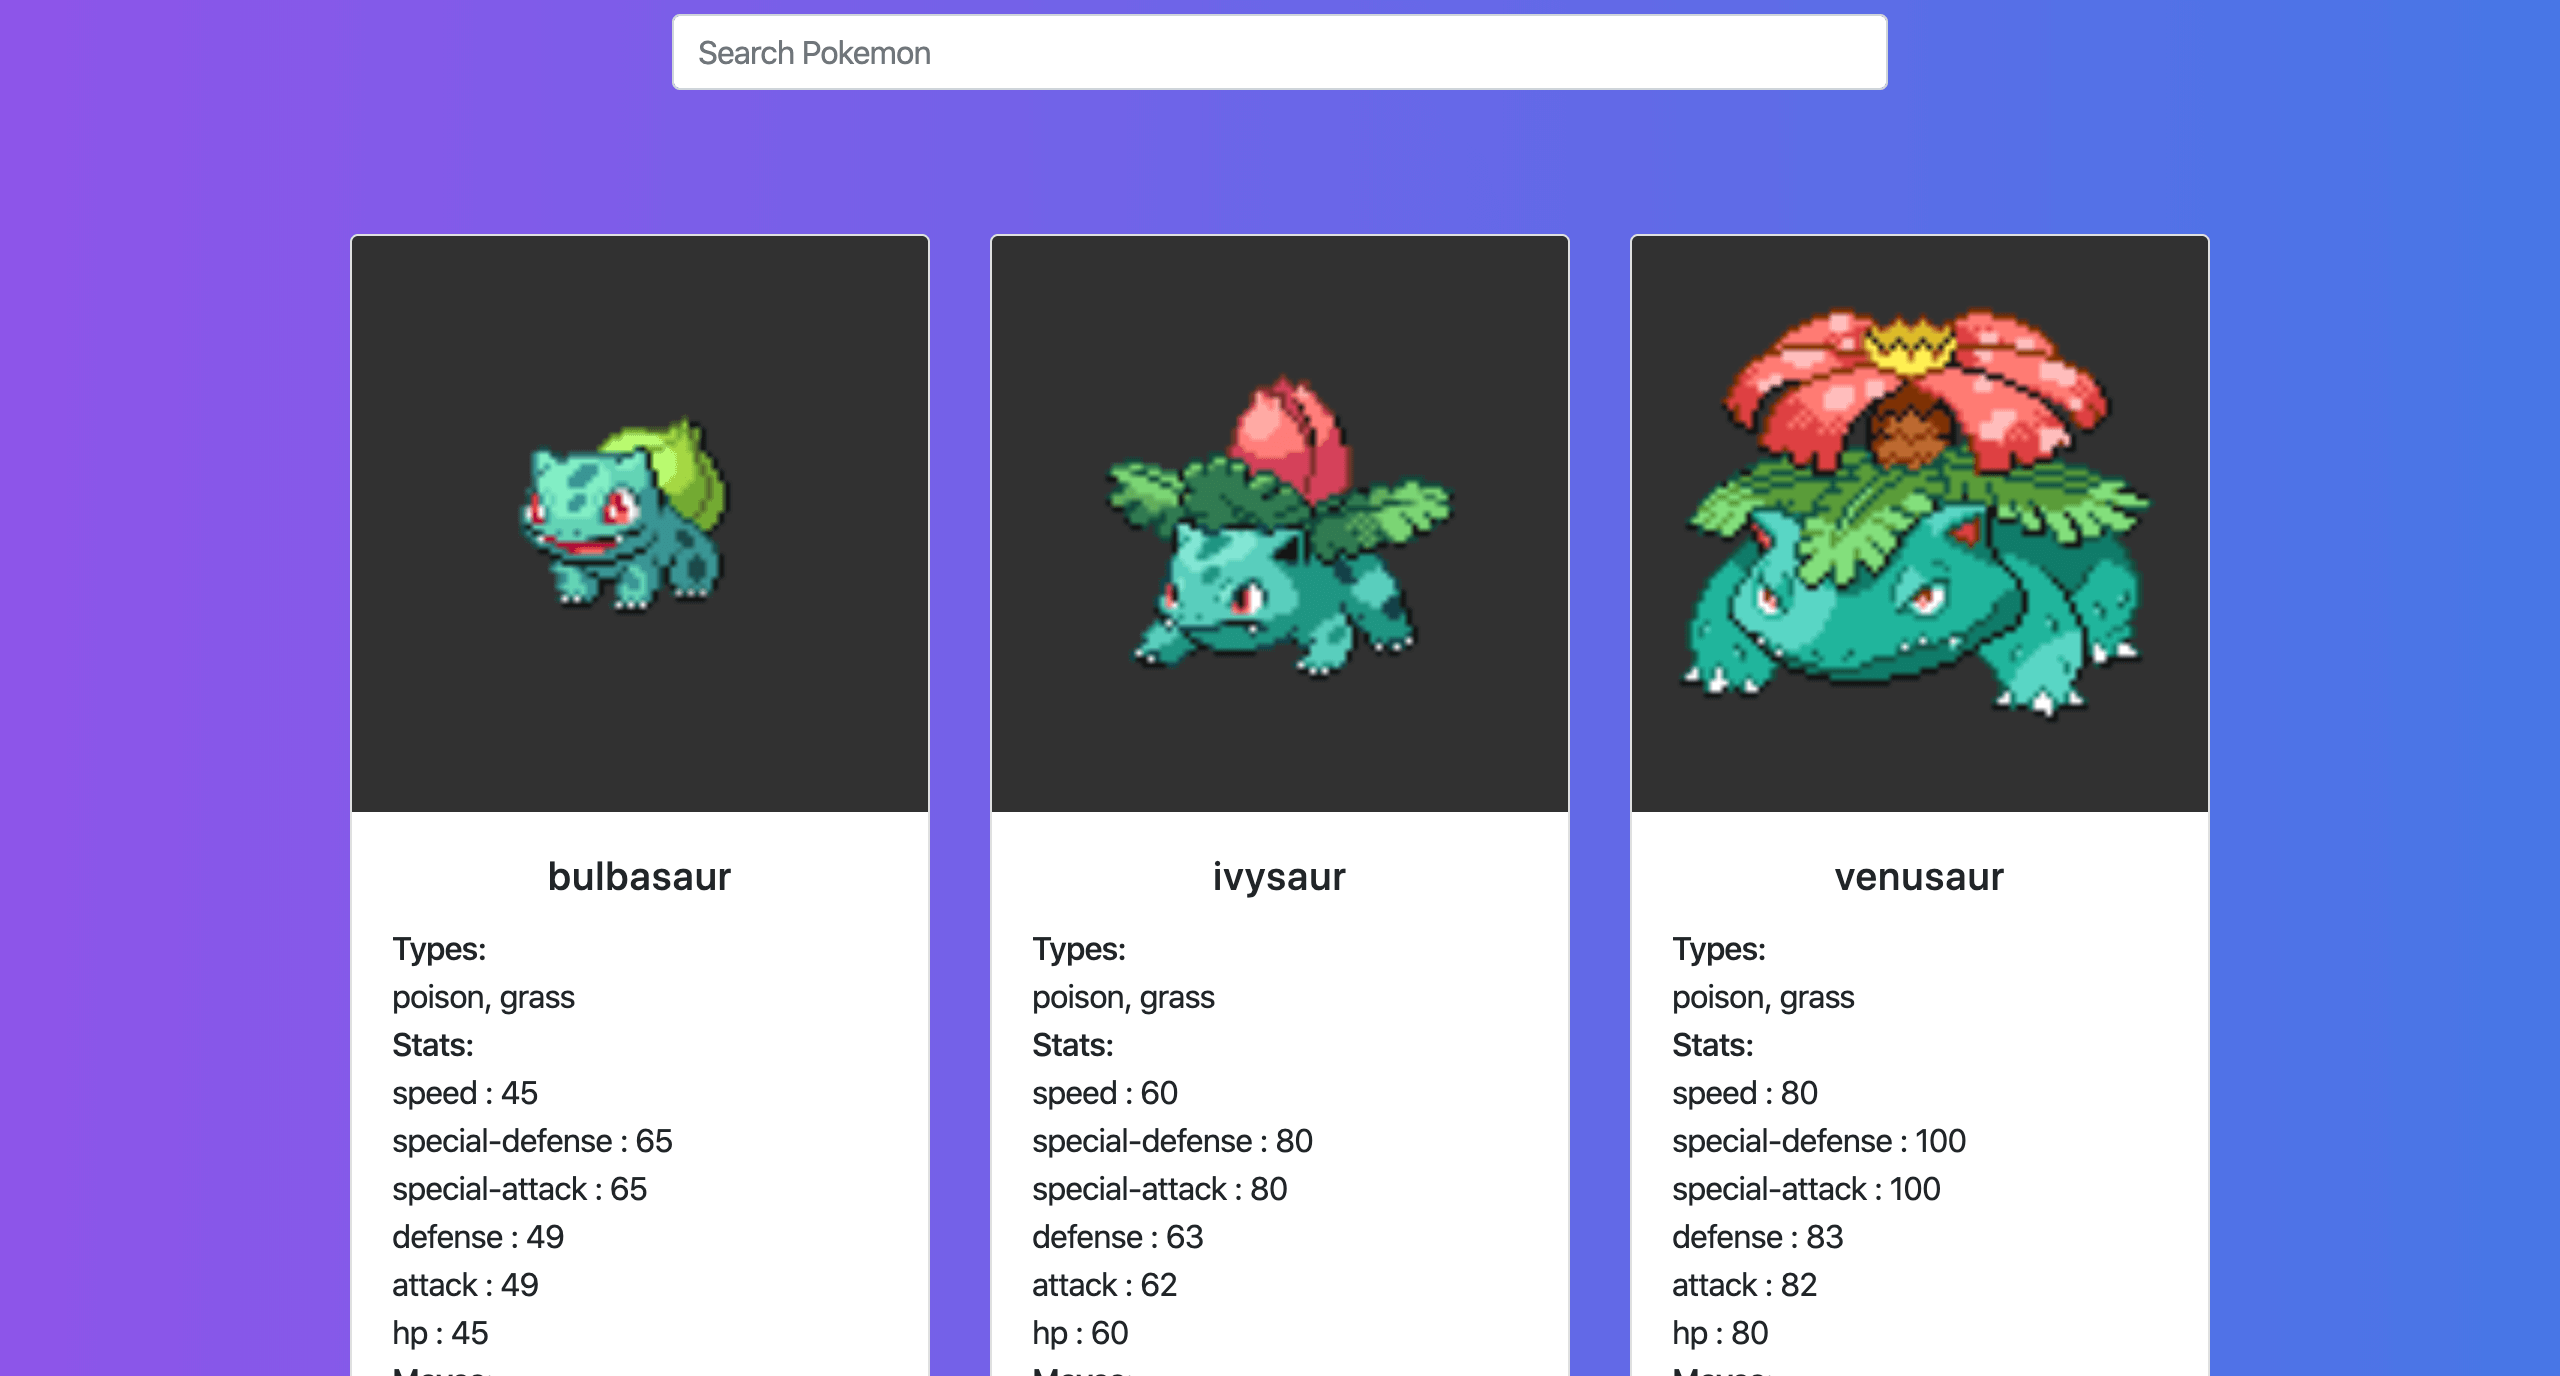 Search Pokemon
bulbasaur
Types:
poison, grass
Stats:
speed : 45
special-defense : 65
special-attack : 65
defense : 49
attack : 49
hp : 45
ivysaur
Types:
poison, grass
Stats:
speed : 60
special-defense : 80
special-attack : 80
defense : 63
attack : 62
hp : 60
venusaur
Types:
poison, grass
Stats:
speed : 80
special-defense : 100
special-attack : 100
defense : 83
attack : 82
hp : 80